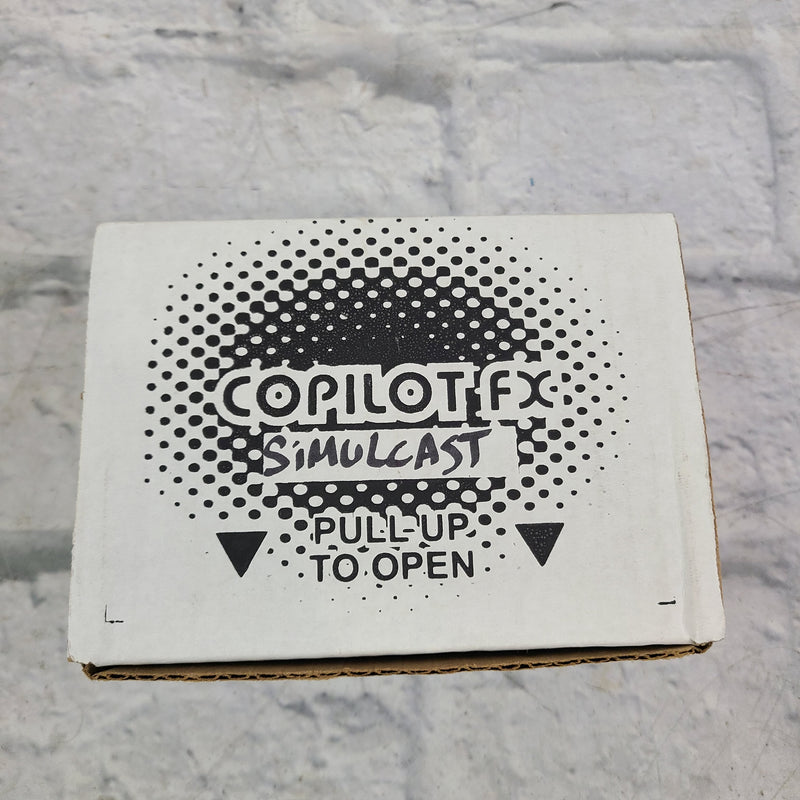 COPILOT FX
SiMULCAST
PULL UP
TO OPEN